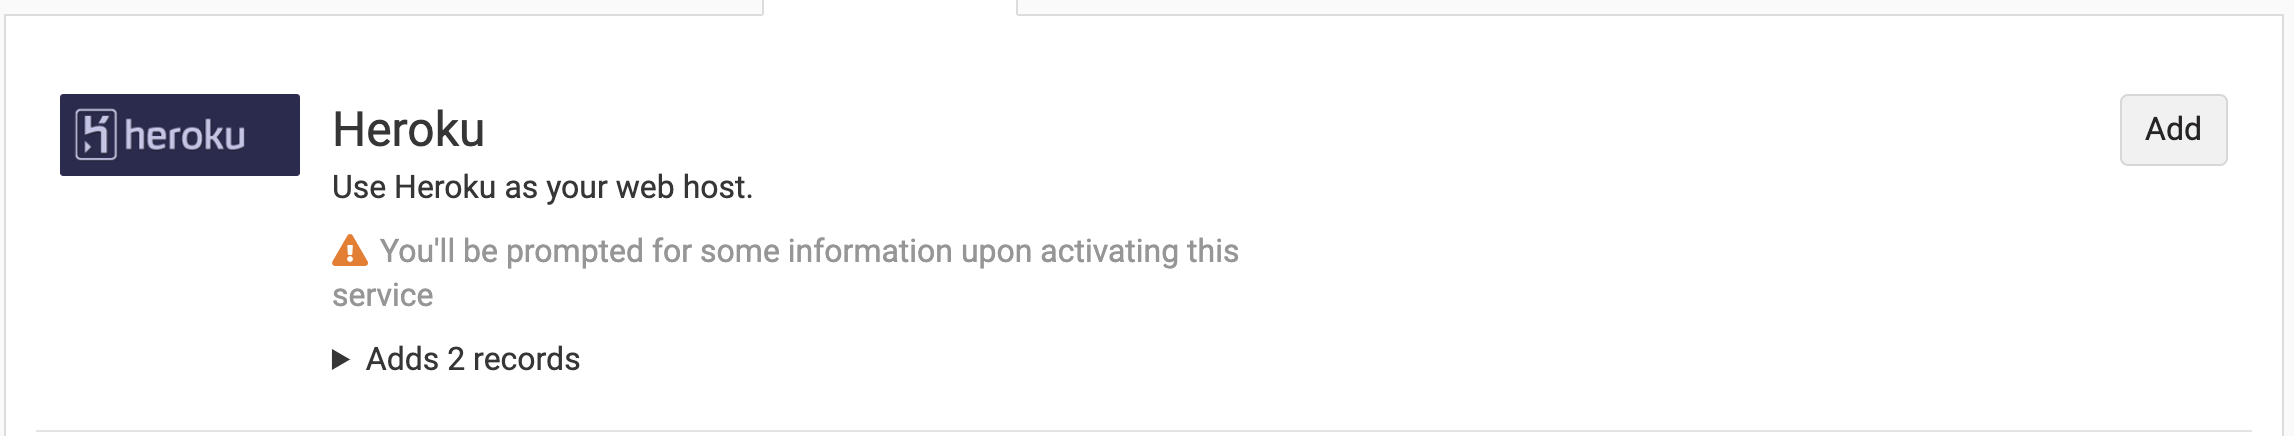 heroku
Heroku
Add
Use Heroku as your web host.
You'll be prompted for some information upon activating this
service
Adds 2 records